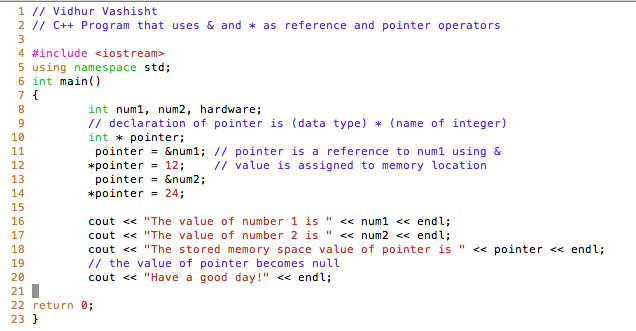 1 // Vidhur Vashisht
2 // C++ Program that uses & and * as reference and pointer operators
3
4 #include <iostream>
5 using namespace std;
6 int main()
7 {
8         int num1, num2, hardware;
9         // declaration of pointer is (data type) * (name of integer)
10         int * pointer;
11          pointer = &num1; // pointer is a reference to num1 using &
12         *pointer = 12;    // value is assigned to memory location
13          pointer = &num2;
14         *pointer = 24;
15
16         cout << "The value of number 1 is " << num1 << endl;
17         cout << "The value of number 2 is " << num2 << endl;
18         cout << "The stored memory space value of pointer is " << pointer << endl;
19         // the value of pointer becomes null
20         cout << "Have a good day!" << endl;
21
22 return 0;
23 }